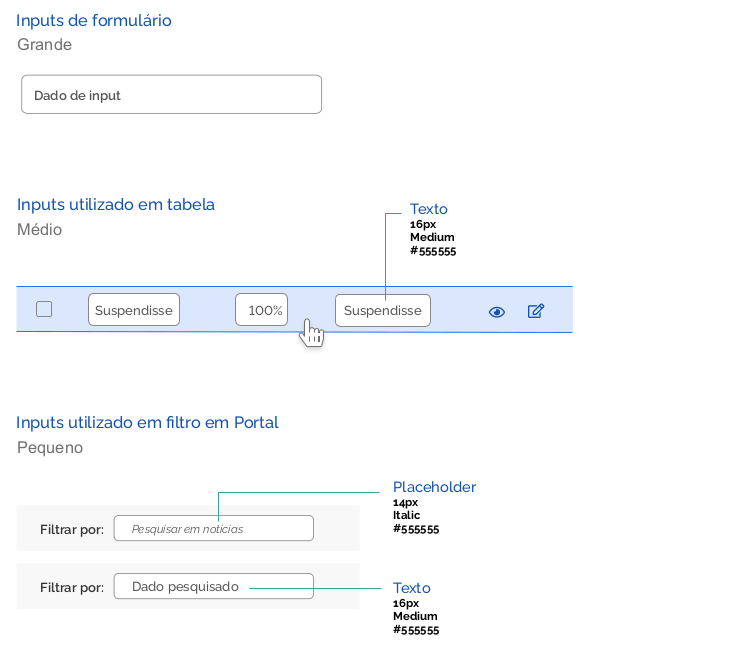 Inputs de formulário
Grande
Dado de input
Inputs utilizado em tabela
Médio
Texto
16px
Medium
#555555
Suspendisse
100%
Suspendisse
Inputs utilizado em filtro em Portal
Pequeno
Placeholder
14px
Italic
#555555
Filtrar por:
Pesquisar em notícias
Filtrar por:
Dado pesquisado
Texto
16px
Medium
#555555